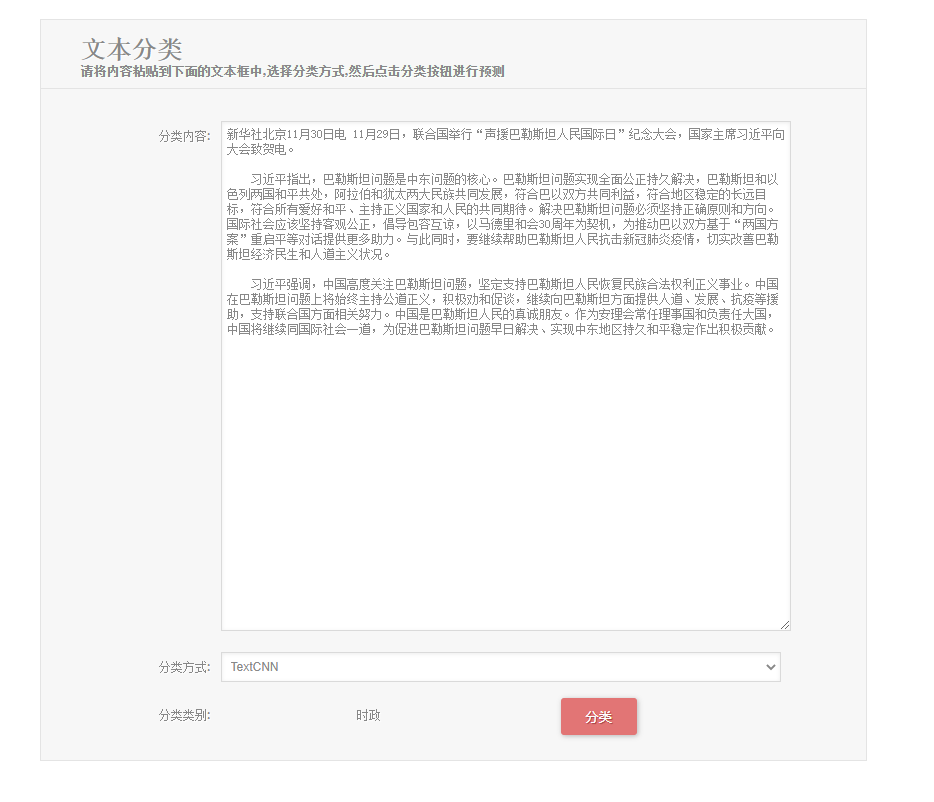 文本分类
请将内容粘贴到下面的文本框中,选择分类方式,然后点击分类按钮进行预测
分类内容:
新华社北京11月30日电 11月29日，联合国举行“声援巴勒斯坦人民国际日”纪念大会，国家主席习近平向
大会致贺电。
习近平指出，巴勒斯坦问题是中东问题的核心。巴勒斯坦问题实现全面公正持久解决，巴勒斯坦和以
色列两国和平共处，阿拉伯和犹太两大民族共同发展，符合巴以双方共同利益，符合地区稳定的长远目
标，符合所有爱好和平、主持正义国家和人民的共同期待。解决巴勒斯坦问题必须坚持正确原则和方向。
国际社会应该坚持客观公正，倡导包容互谅，以马德里和会30周年为契机，为推动巴以双方基于“两国方
案”重启平等对话提供更多助力。与此同时，要继续帮助巴勒斯坦人民抗击新冠肺炎疫情，切实改善巴勒
斯坦经济民生和人道主义状况。
习近平强调，中国高度关注巴勒斯坦问题，坚定支持巴勒斯坦人民恢复民族合法权利正义事业。中国
在巴勒斯坦问题上将始终主持公道正义，积极劝和促谈，继续向巴勒斯坦方面提供人道、发展、抗疫等援
助，支持联合国方面相关努力。中国是巴勒斯坦人民的真诚朋友。作为安理会常任理事国和负责任大国，
中国将继续同国际社会一道，为促进巴勒斯坦问题早日解决、实现中东地区持久和平稳定作出积极贡献。
分类方式:
TextCNN
分类类别:
时政
分类